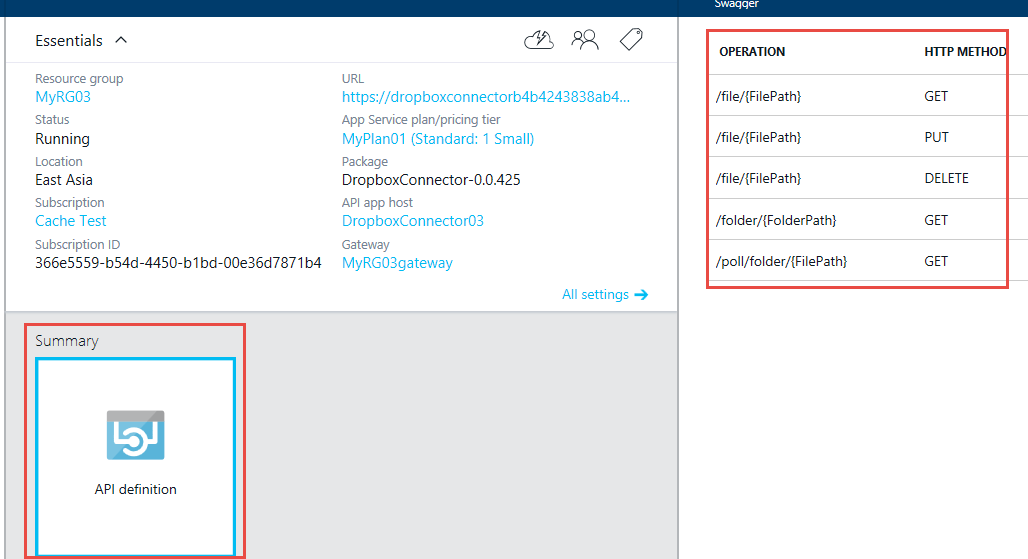 Swagger
Essentials
Resource group
MyRG03
Status
Running
Location
East Asia
Subscription
Cache Test
Subscription ID
366e5559-b54d-4450-b1bd-00e36d7871b4
URL
https://dropboxconnectorb4b4243838ab4...
App Service plan/pricing tier
MyPlan01 (Standard: 1 Small)
Package
DropboxConnector-0.0.425
API app host
DropboxConnector03
Gateway
MyRG03gateway
All settings
Summary
API definition
OPERATION HTTP METHOD
/file/{FilePath} GET
/file/{FilePath} PUT
/file/{FilePath} DELETE
/folder/{FolderPath} GET
/poll/folder/{FilePath} GET